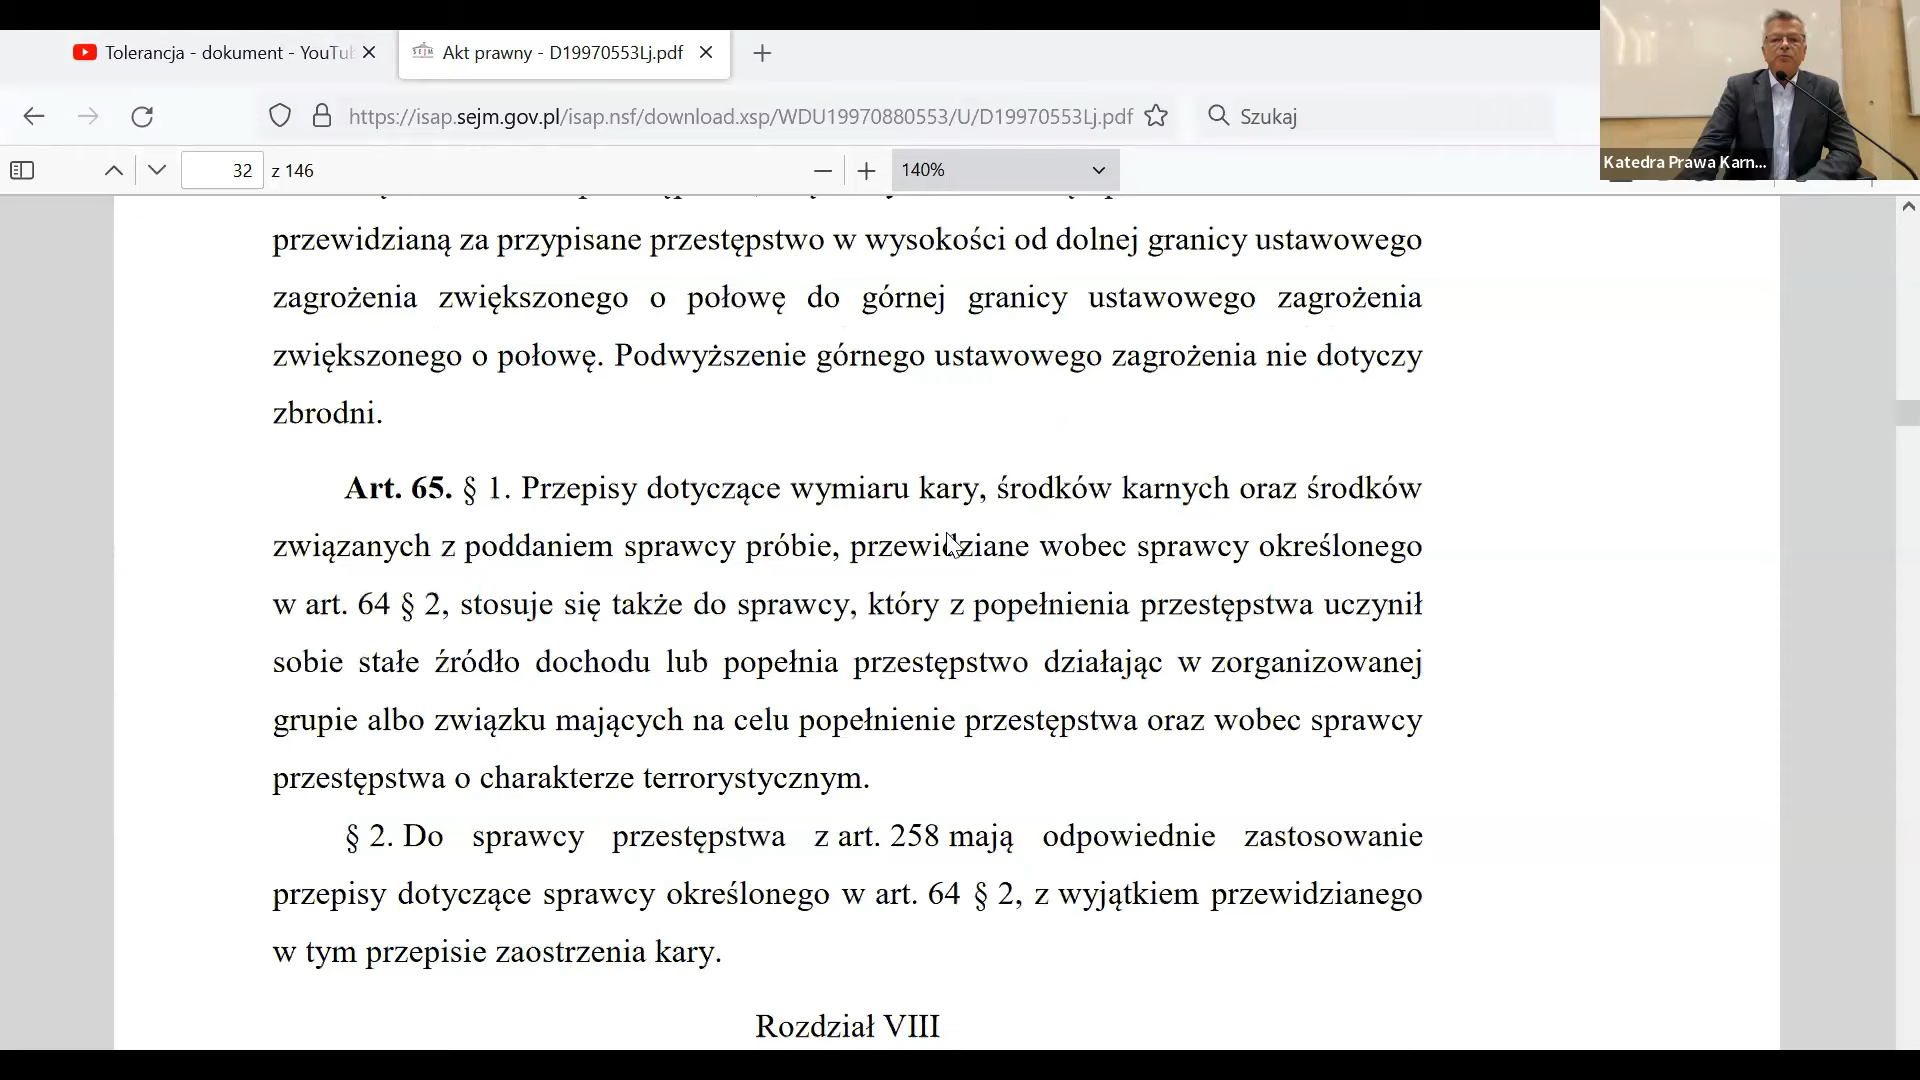 Tolerancja - dokument - YouTu
Akt prawny - D19970553Lj.pdf
https://isap.sejm.gov.pl/isap.nsf/download.xsp/WDU19970880553/U/D19970553Lj.pdf
Szukaj
32 z 146
140%
Katedra Prawa Karn...
przewidzianą za przypisane przestępstwo w wysokości od dolnej granicy ustawowego
zagrożenia zwiększonego o połowę do górnej granicy ustawowego zagrożenia
zwiększonego o połowę. Podwyższenie górnego ustawowego zagrożenia nie dotyczy
zbrodni.
Art. 65. § 1. Przepisy dotyczące wymiaru kary, środków karnych oraz środków
związanych z poddaniem sprawcy próbie, przewidziane wobec sprawcy określonego
w art. 64 § 2, stosuje się także do sprawcy, który z popełnienia przestępstwa uczynił
sobie stałe źródło dochodu lub popełnia przestępstwo działając w zorganizowanej
grupie albo związku mających na celu popełnienie przestępstwa oraz wobec sprawcy
przestępstwa o charakterze terrorystycznym.
§ 2. Do sprawcy przestępstwa z art. 258 mają odpowiednie zastosowanie
przepisy dotyczące sprawcy określonego w art. 64 § 2, z wyjątkiem przewidzianego
w tym przepisie zaostrzenia kary.
Rozdział VIII